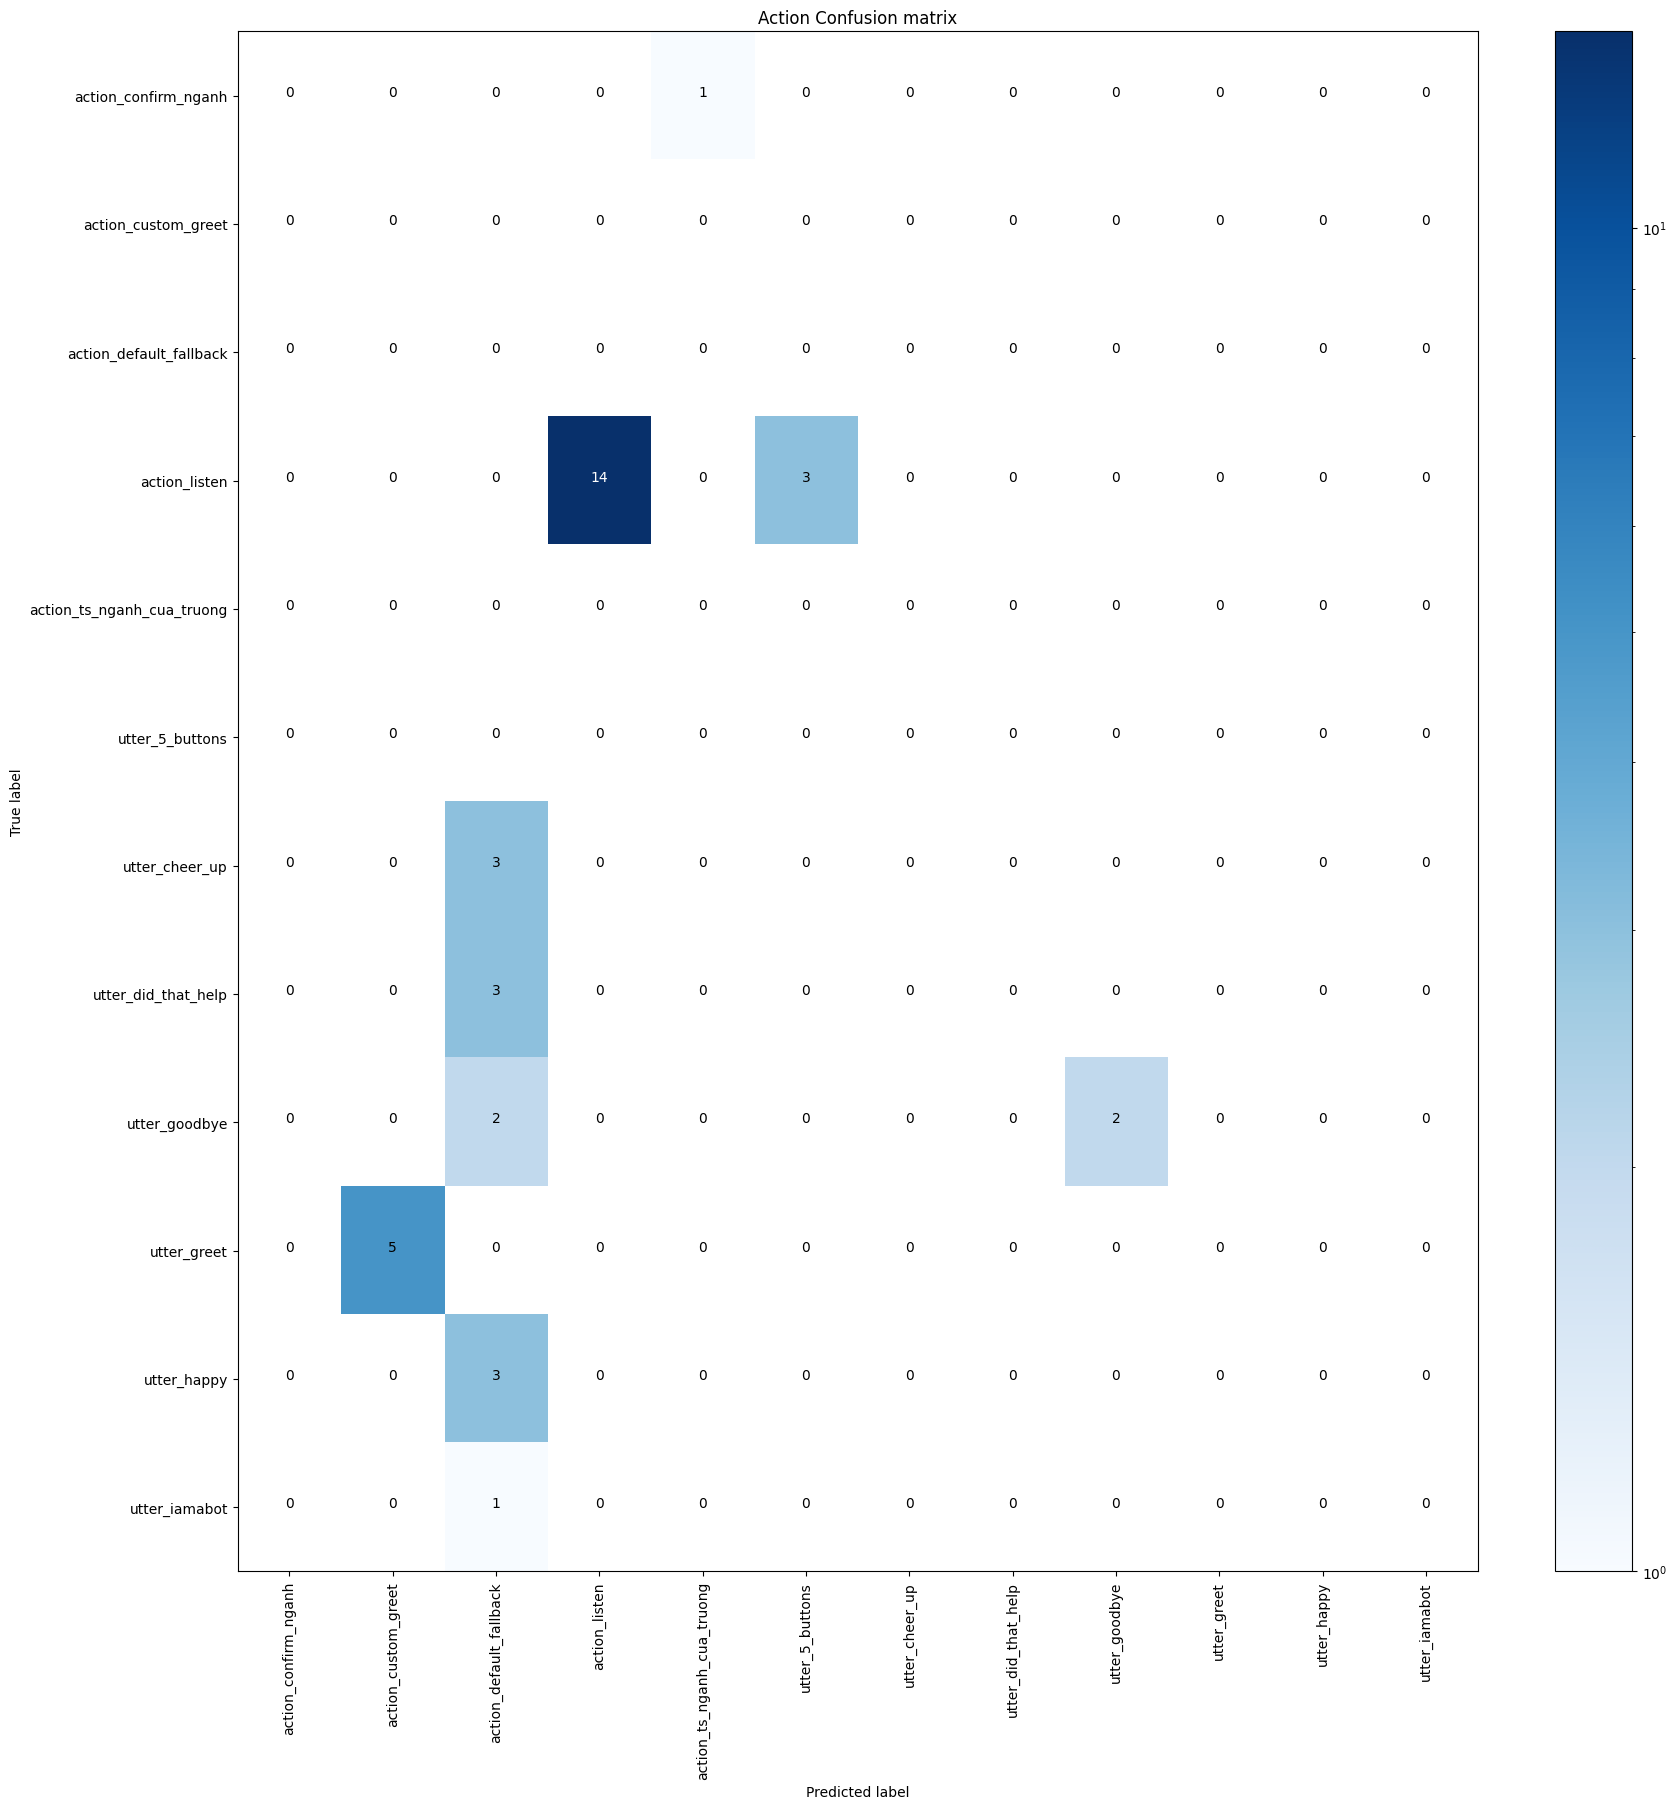 Action Confusion matrix
action_confirm_nganh 0 0 0 0 1 0 0 0 0 0 0 0
action_custom_greet 0 0 0 0 0 0 0 0 0 0 0 0
10^1
action_default_fallback 0 0 0 0 0 0 0 0 0 0 0 0
action_listen 0 0 0 14 0 3 0 0 0 0 0 0
action_ts_nganh_cua_truong 0 0 0 0 0 0 0 0 0 0 0 0
utter_5_buttons 0 0 0 0 0 0 0 0 0 0 0 0
True label
utter_cheer_up 0 0 3 0 0 0 0 0 0 0 0 0
utter_did_that_help 0 0 3 0 0 0 0 0 0 0 0 0
utter_goodbye 0 0 2 0 0 0 0 0 2 0 0 0
utter_greet 0 5 0 0 0 0 0 0 0 0 0 0
utter_happy 0 0 3 0 0 0 0 0 0 0 0 0
utter_iamabot 0 0 1 0 0 0 0 0 0 0 0 0
10^0
action_confirm_nganh
action_custom_greet
action_default_fallback
action_listen
action_ts_nganh_cua_truong
utter_5_buttons
utter_cheer_up
utter_did_that_help
utter_goodbye
utter_greet
utter_happy
utter_iamabot
Predicted label